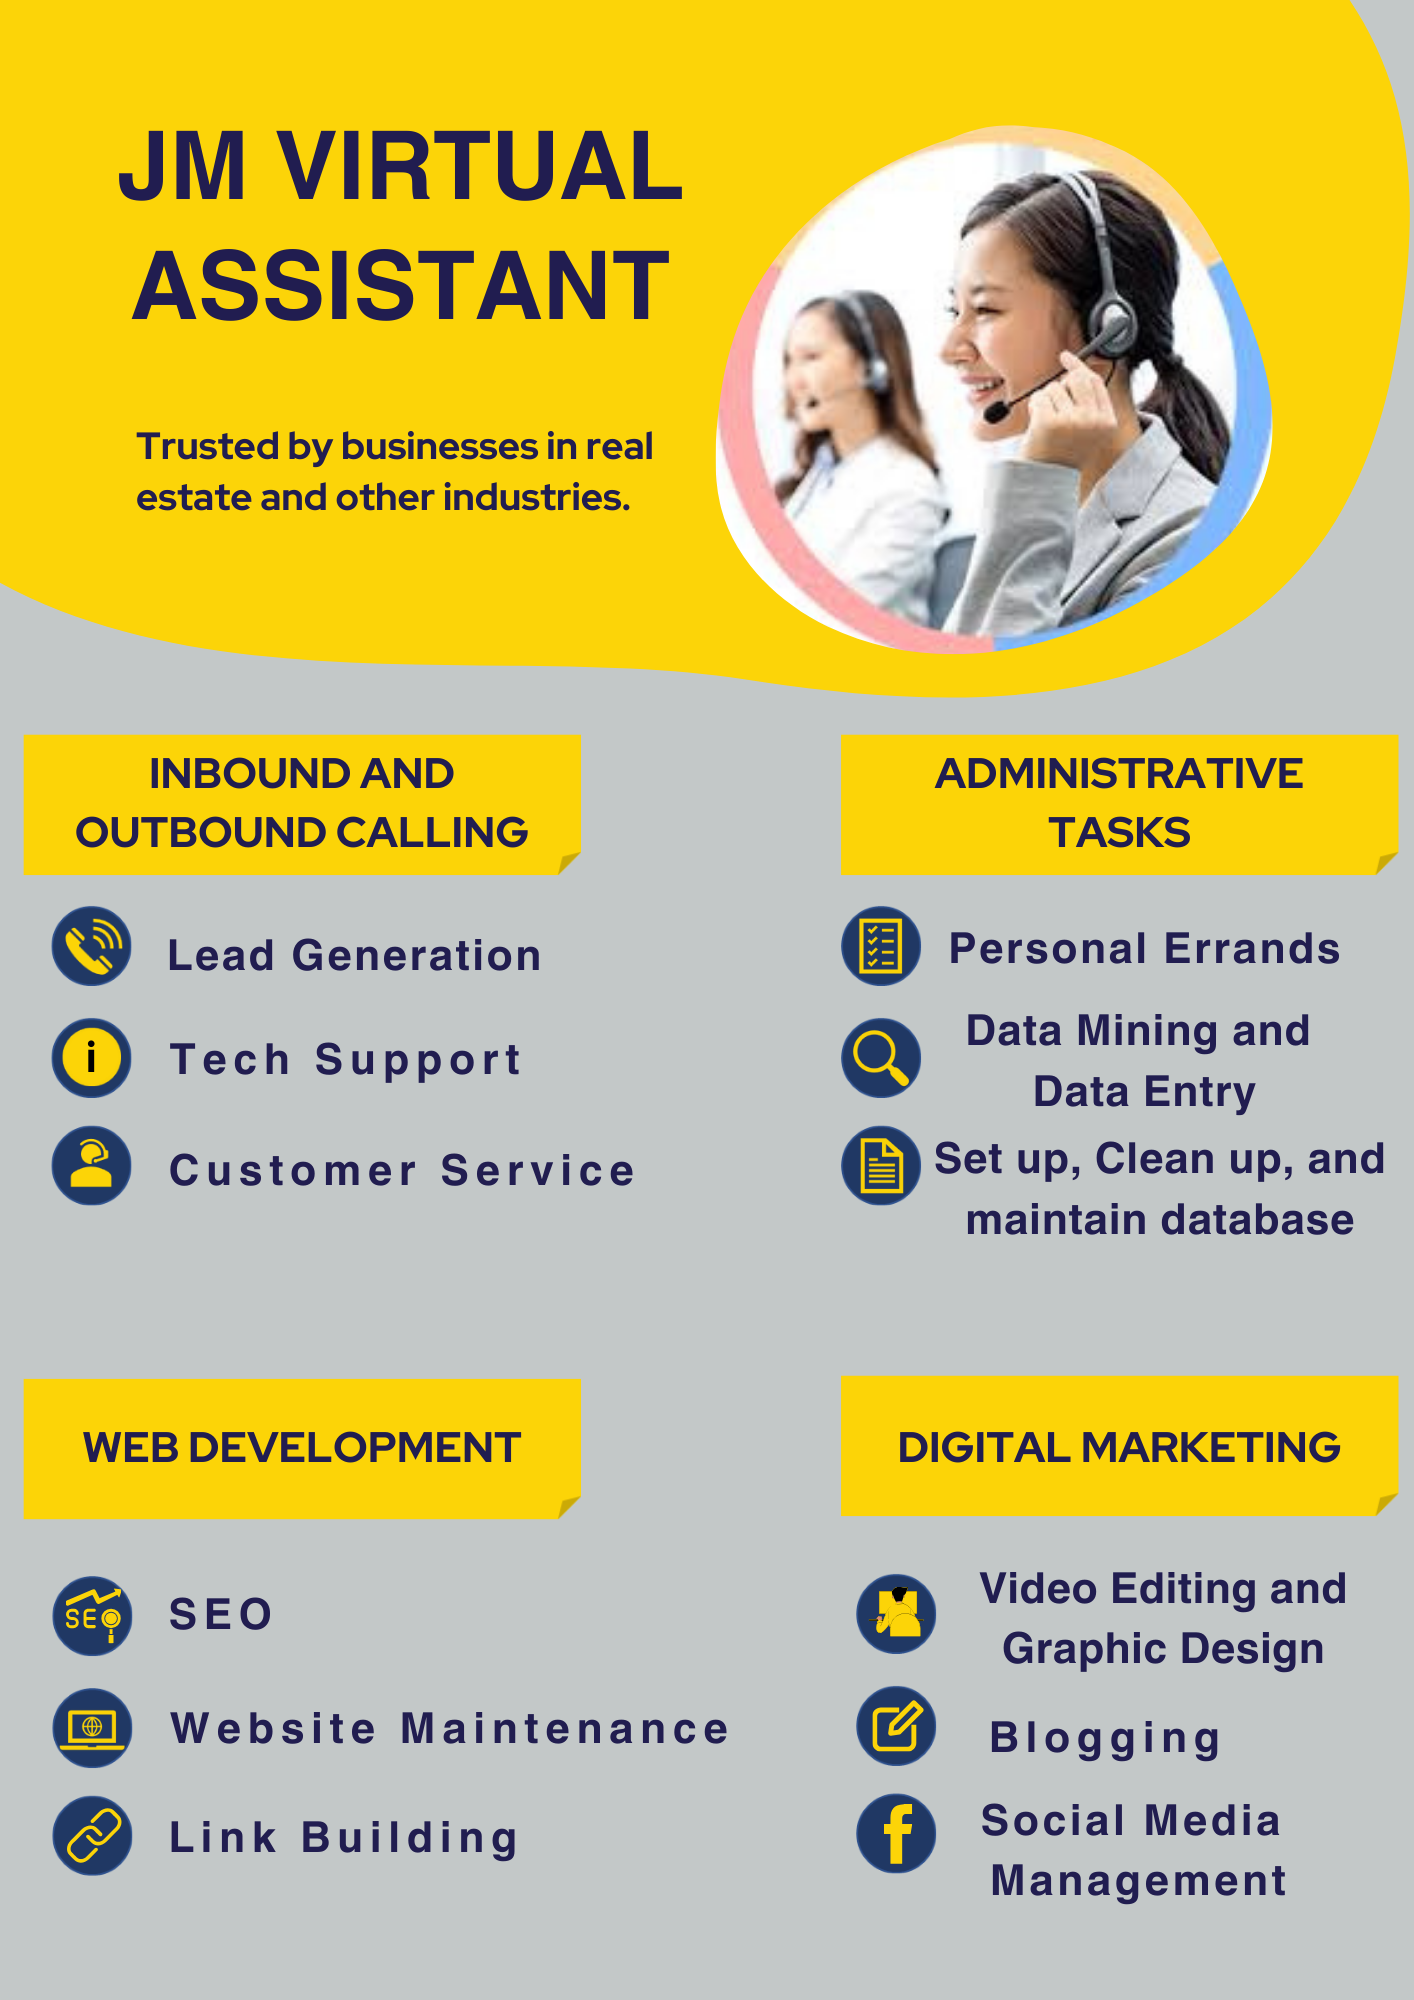 JM VIRTUAL
ASSISTANT
Trusted by businesses in real
estate and other industries.
INBOUND AND
OUTBOUND CALLING
Lead Generation
i
Tech Support
Customer Service
ADMINISTRATIVE
TASKS
Personal Errands
Data Mining and
Data Entry
Set up, Clean up, and
maintain database
WEB DEVELOPMENT
SEO
SEO
Website Maintenance
Link Building
DIGITAL MARKETING
Video Editing and
Graphic Design
Blogging
f
Social Media
Management